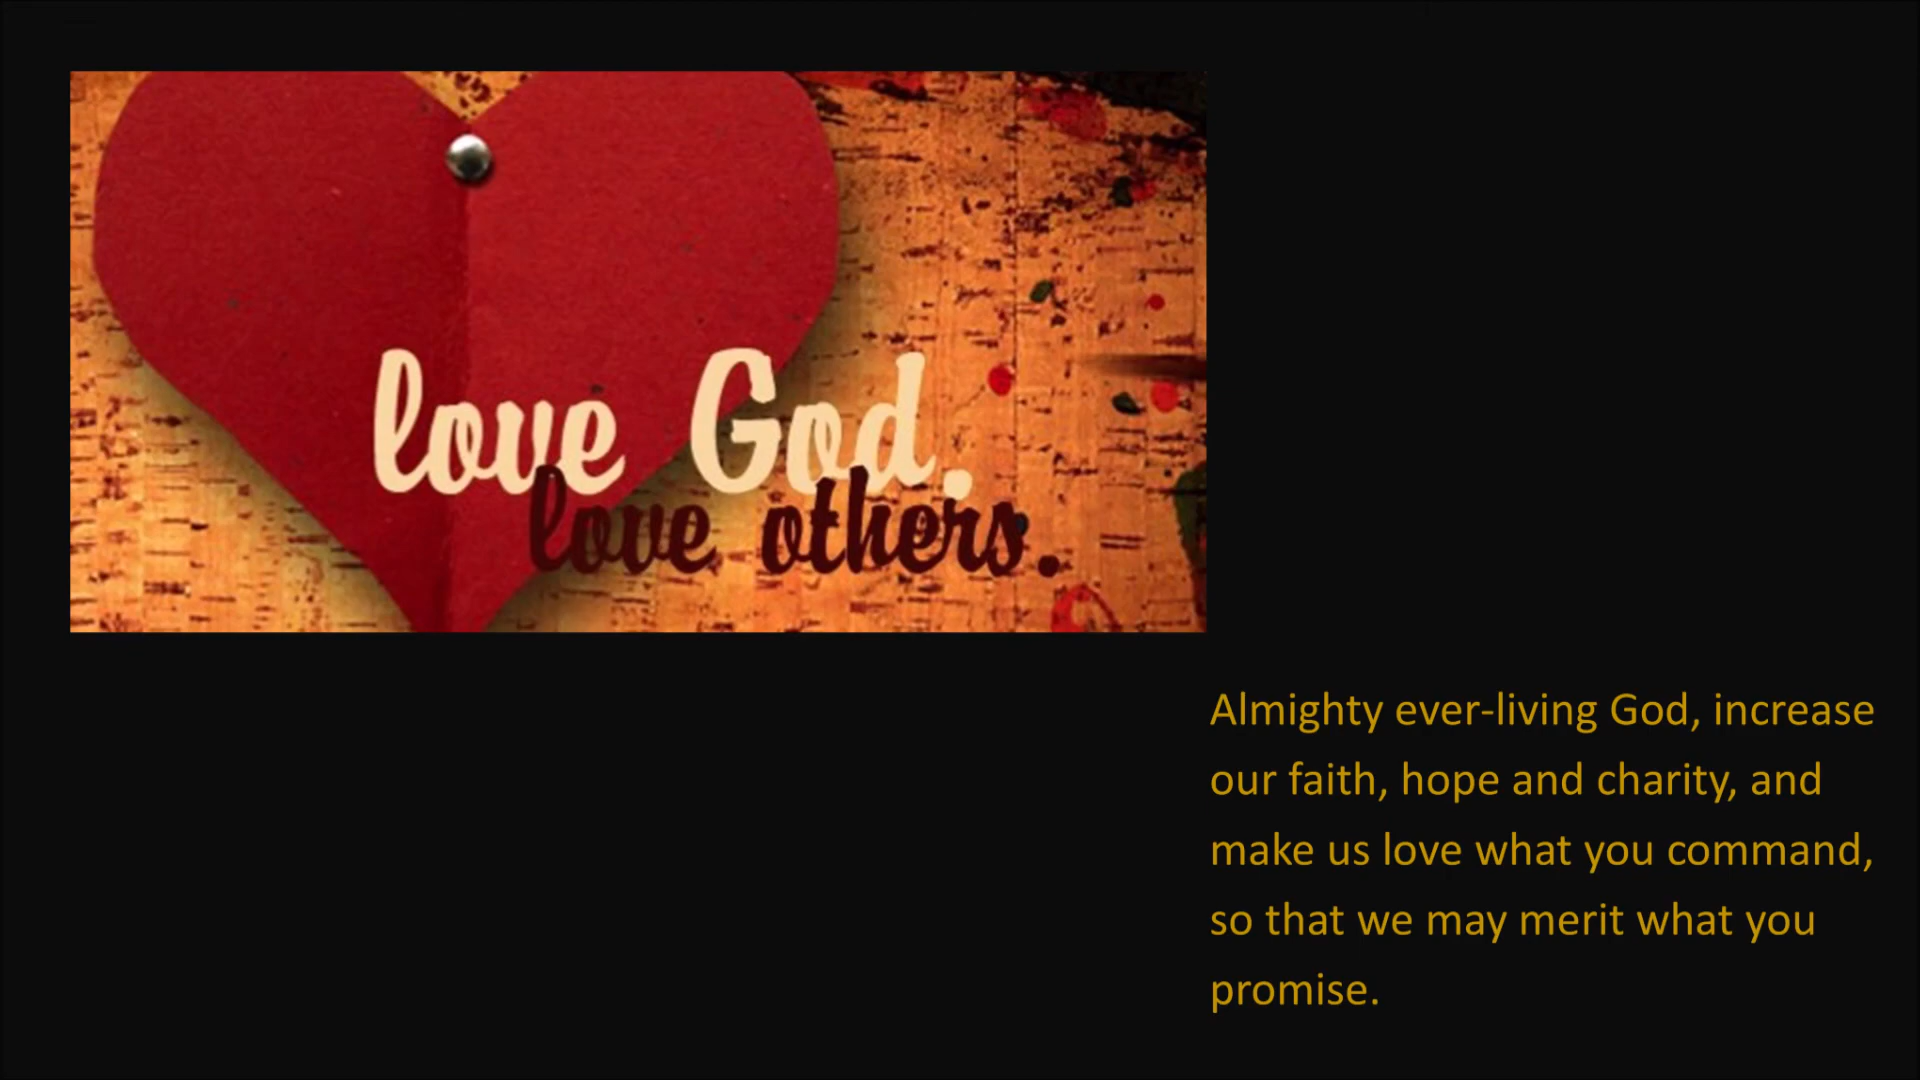 love God.
love others.
Almighty ever-living God, increase
our faith, hope and charity, and
make us love what you command,
so that we may merit what you
promise.